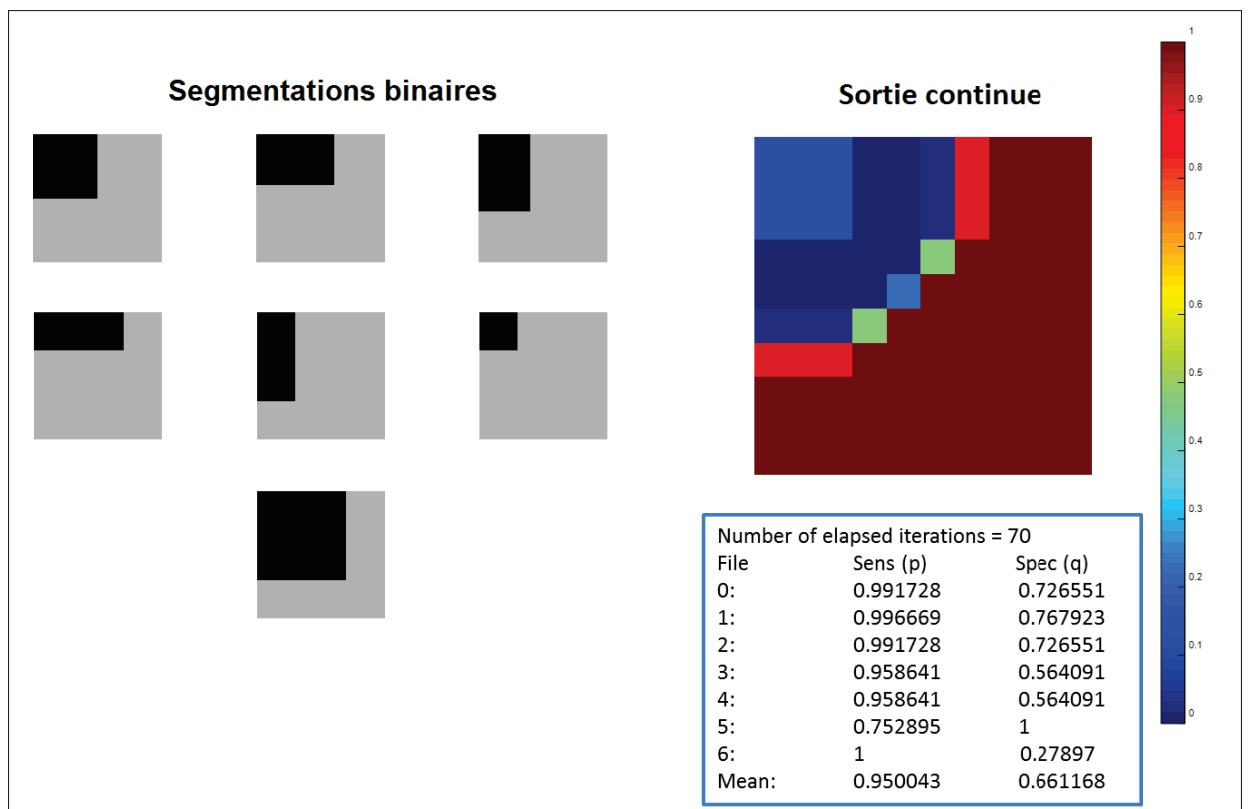 Segmentations binaires
Sortie continue
1
0.9
0.8
0.7
0.6
0.5
0.4
0.3
0.2
0.1
0
Number of elapsed iterations = 70
File Sens (p) Spec (q)
0: 0.991728 0.726551
1: 0.996669 0.767923
2: 0.991728 0.726551
3: 0.958641 0.564091
4: 0.958641 0.564091
5: 0.752895 1
6: 1 0.27897
Mean: 0.950043 0.661168